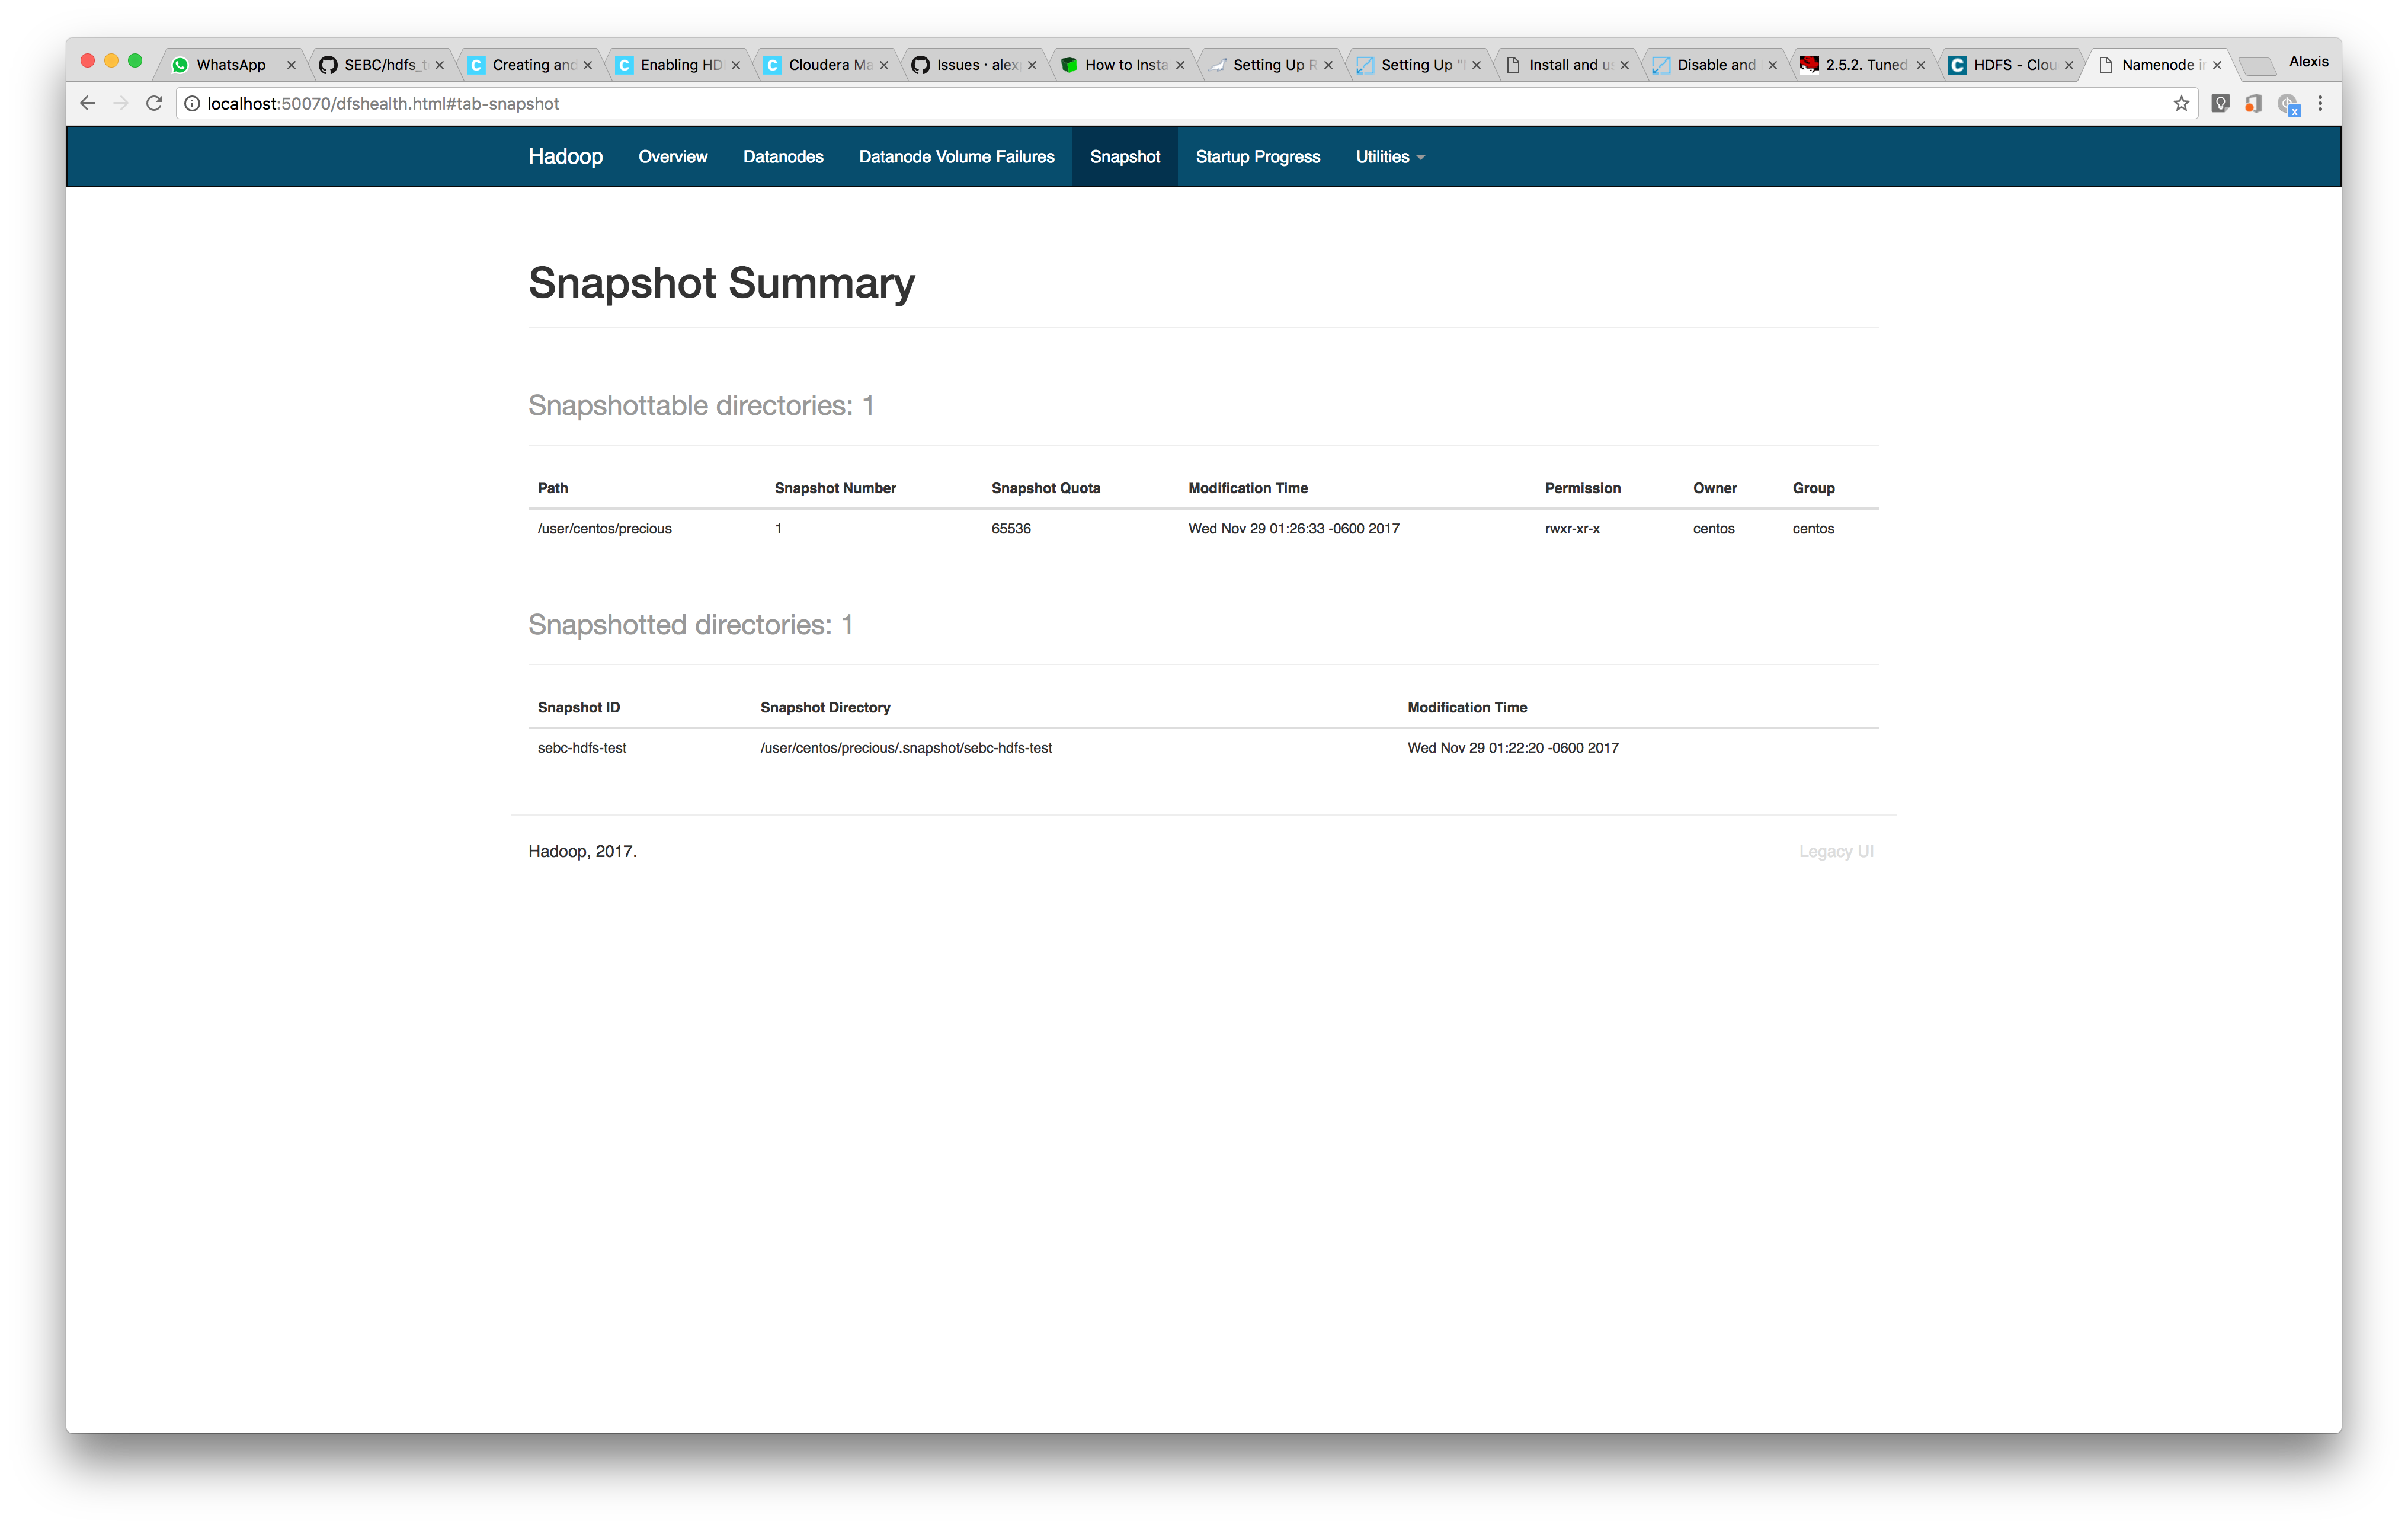 WhatsApp SEBC/hdfs_t Creating and Enabling HD Cloudera Ma Issues · alex How to Insta Setting Up R Setting Up " Install and u Disable and 2.5.2. Tuned HDFS - Clou Namenode in Alexis
localhost:50070/dfshealth.html#tab-snapshot
Hadoop Overview Datanodes Datanode Volume Failures Snapshot Startup Progress Utilities
Snapshot Summary
Snapshottable directories: 1
Path Snapshot Number Snapshot Quota Modification Time Permission Owner Group
/user/centos/precious 1 65536 Wed Nov 29 01:26:33 -0600 2017 rwxr-xr-x centos centos
Snapshotted directories: 1
Snapshot ID Snapshot Directory Modification Time
sebc-hdfs-test /user/centos/precious/.snapshot/sebc-hdfs-test Wed Nov 29 01:22:20 -0600 2017
Hadoop, 2017. Legacy UI